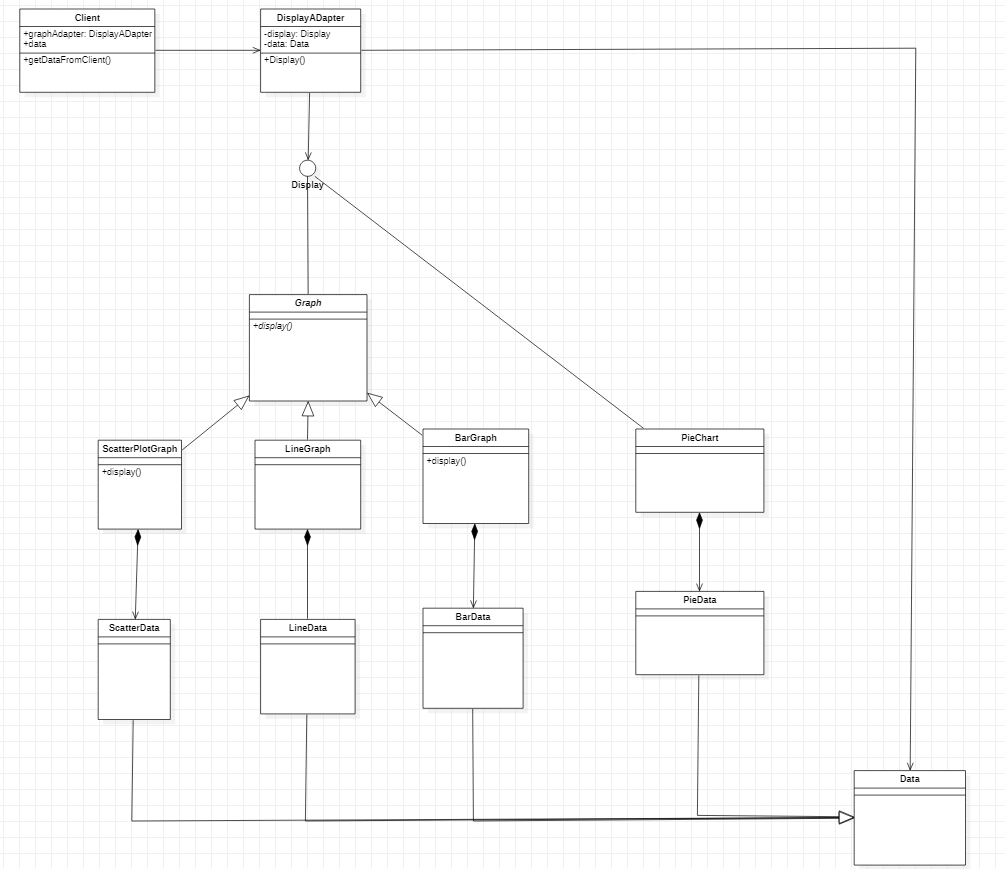 Client
+graphAdapter: DisplayADapter
+data
+getDataFromClient()
DisplayADapter
-display: Display
-data: Data
+Display()
Display
Graph
+display()
ScatterPlotGraph
+display()
LineGraph
BarGraph
+display()
PieChart
ScatterData
LineData
BarData
PieData
Data